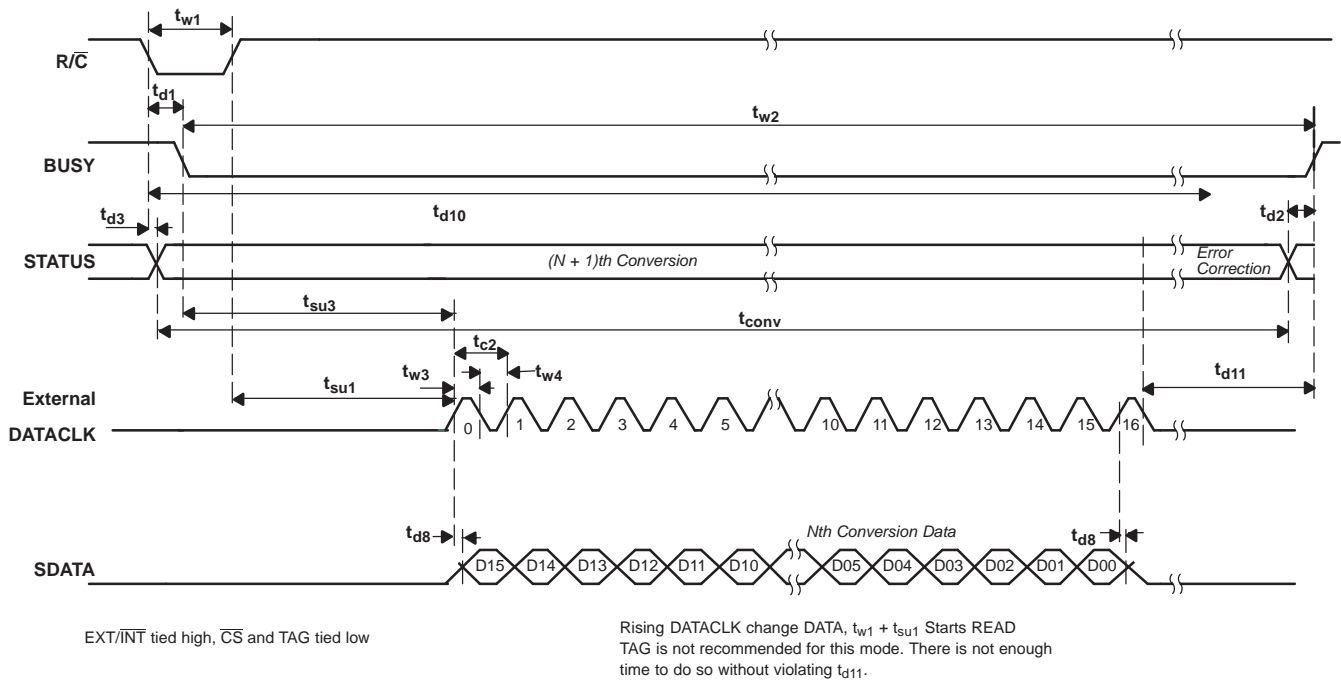 tw1
R/C̅
td1
tw2
BUSY
td10
td3
td2
STATUS
(N + 1)th Conversion
Error
Correction
tsu3
tconv
tc2
tw3
tw4
tsu1
td11
External
DATACLK
0 1 2 3 4 5 10 11 12 13 14 15 16
Nth Conversion Data
td8
td8
SDATA
D15 D14 D13 D12 D11 D10 D05 D04 D03 D02 D01 D00
EXT/I̅N̅T̅ tied high, C̅S̅ and TAG tied low
Rising DATACLK change DATA, tw1 + tsu1 Starts READ
TAG is not recommended for this mode. There is not enough
time to do so without violating td11.